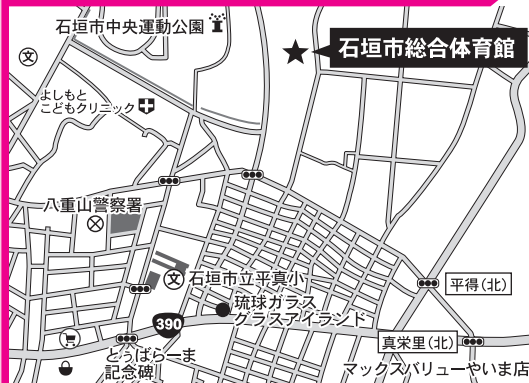 石垣市中央運動公園
石垣市総合体育館
文
よしもと
こどもクリニック
八重山警察署
文 石垣市立平真小
琉球ガラス
グラスアイランド
平得(北)
390
真栄里(北)
とぅばらーま
記念碑
マックスバリューやいま店